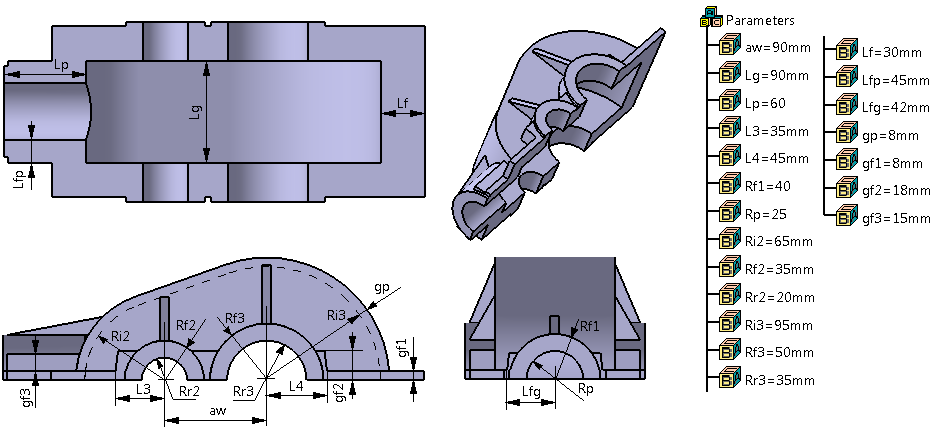 Lp
Lg
Lf
Lfp
Ri2
Rf2
Rf3
Ri3
gp
gf1
gf3
L3
Rr2
Rr3
L4
gf2
aw
Rf1
Lfg
Rp
Parameters
aw=90mm
Lg=90mm
Lp=60
L3=35mm
L4=45mm
Rf1=40
Rp=25
Ri2=65mm
Rf2=35mm
Rr2=20mm
Ri3=95mm
Rf3=50mm
Rr3=35mm
Lf=30mm
Lfp=45mm
Lfg=42mm
gp=8mm
gf1=8mm
gf2=18mm
gf3=15mm